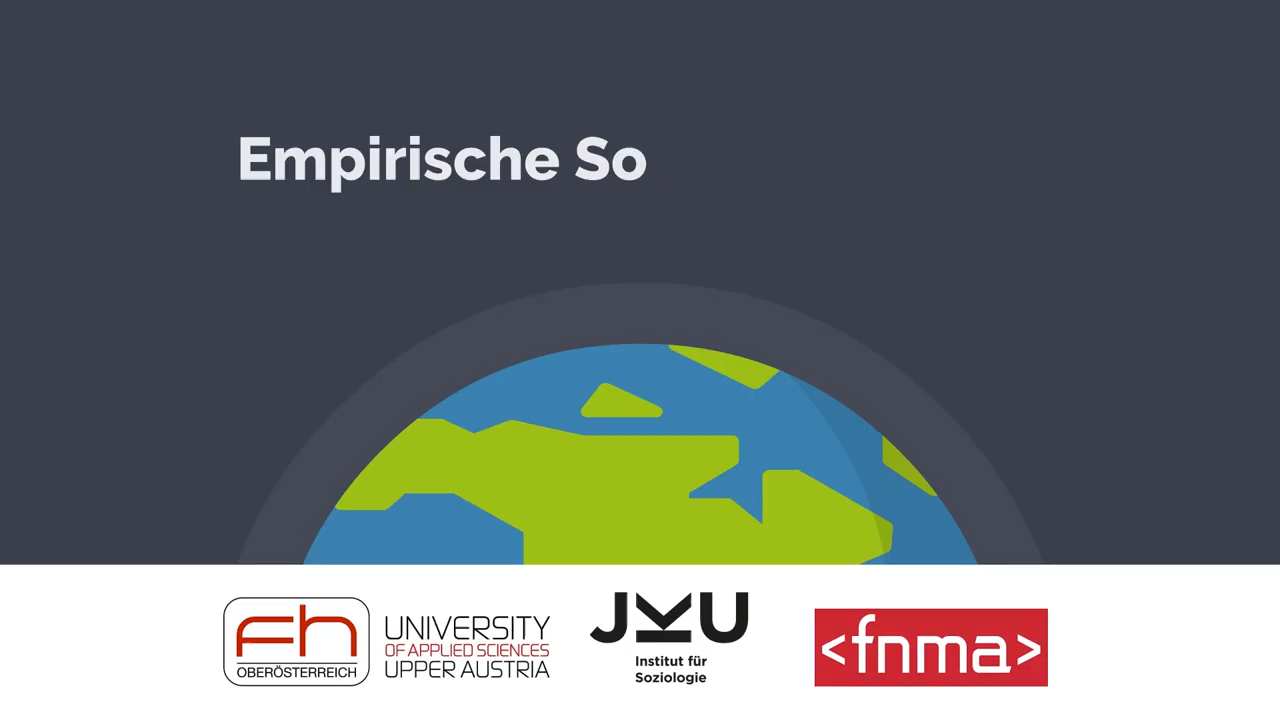 Empirische So
fh
OBERÖSTERREICH
UNIVERSITY
OF APPLIED SCIENCES
UPPER AUSTRIA
JKU
Institut für
Soziologie
<fnma>